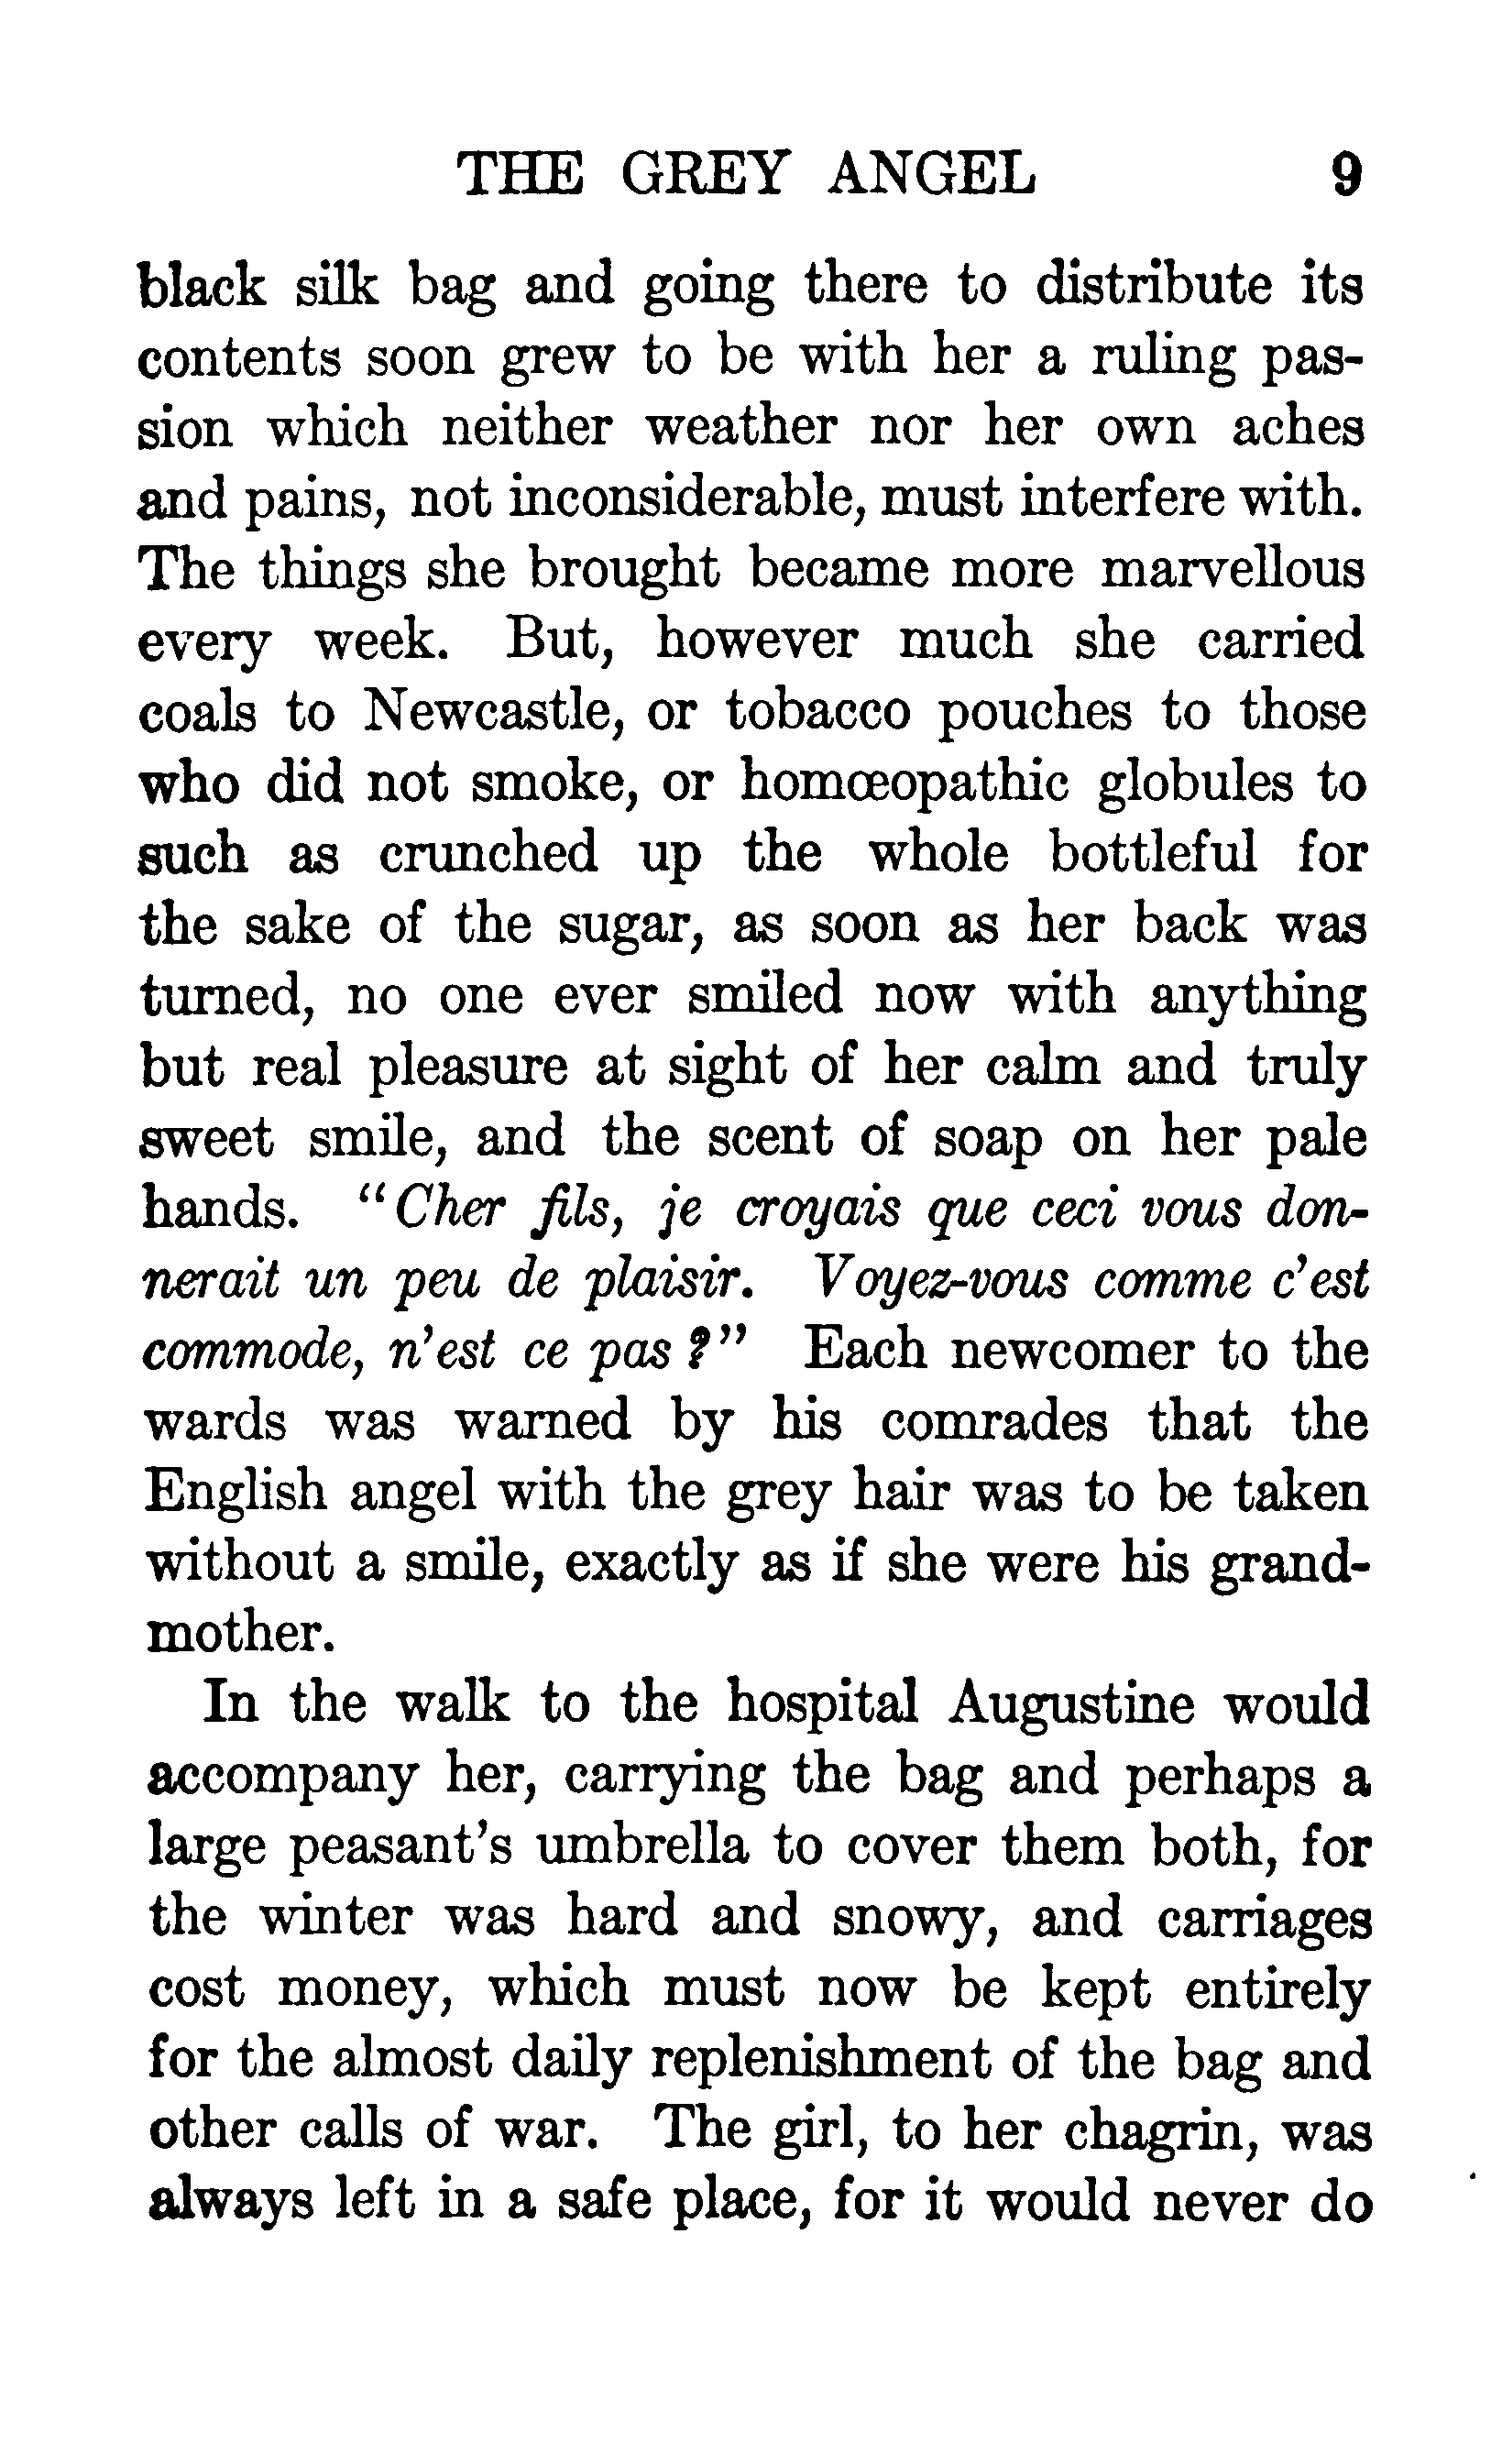 THE GREY ANGEL 9
black silk bag and going there to distribute its
contents soon grew to be with her a ruling pas-
sion which neither weather nor her own aches
and pains, not inconsiderable, must interfere with.
The things she brought became more marvellous
every week. But, however much she carried
coals to Newcastle, or tobacco pouches to those
who did not smoke, or homœopathic globules to
such as crunched up the whole bottleful for
the sake of the sugar, as soon as her back was
turned, no one ever smiled now with anything
but real pleasure at sight of her calm and truly
sweet smile, and the scent of soap on her pale
hands. “Cher fils, je croyais que ceci vous don-
nerait un peu de plaisir. Voyez-vous comme c’est
commode, n’est ce pas?” Each newcomer to the
wards was warned by his comrades that the
English angel with the grey hair was to be taken
without a smile, exactly as if she were his grand-
mother.
In the walk to the hospital Augustine would
accompany her, carrying the bag and perhaps a
large peasant’s umbrella to cover them both, for
the winter was hard and snowy, and carriages
cost money, which must now be kept entirely
for the almost daily replenishment of the bag and
other calls of war. The girl, to her chagrin, was
always left in a safe place, for it would never do